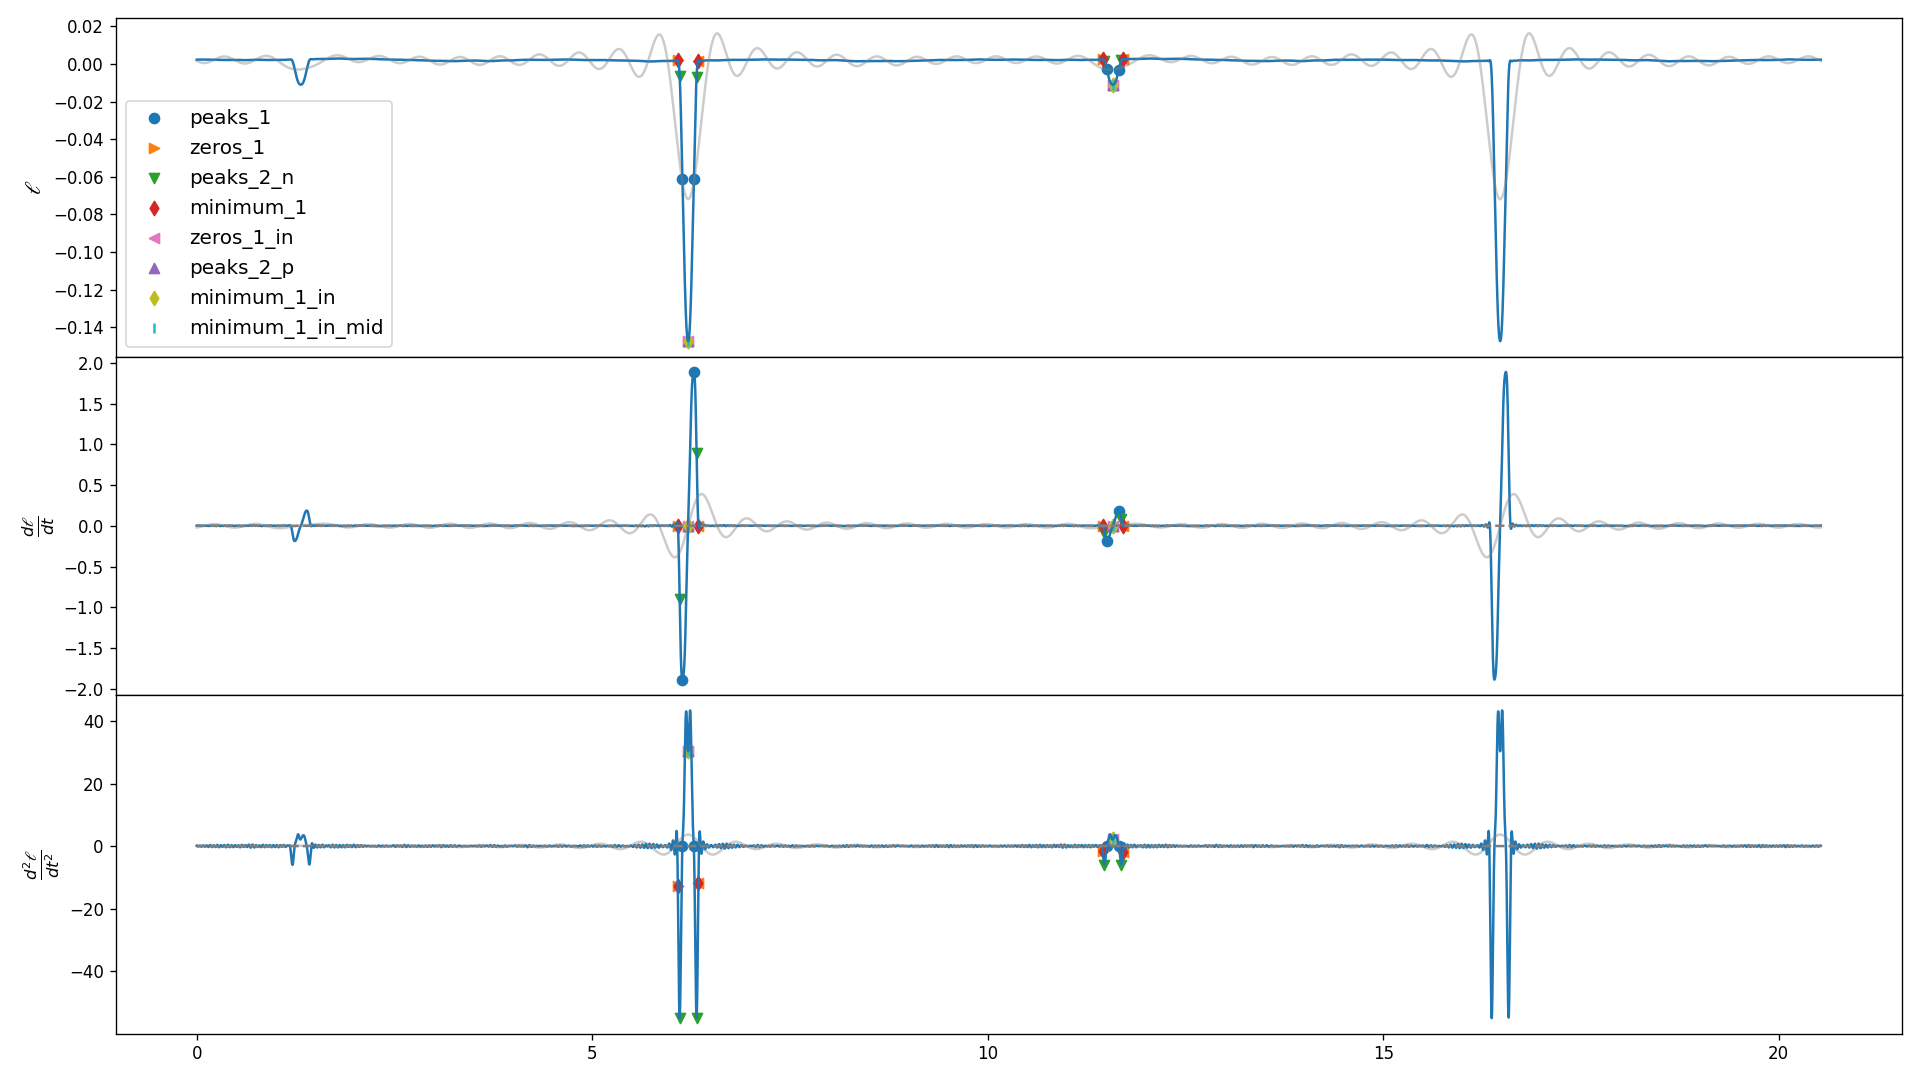 0.02
0.00
−0.02
−0.04
−0.06
−0.08
−0.10
−0.12
−0.14
ℓ
peaks_1
zeros_1
peaks_2_n
minimum_1
zeros_1_in
peaks_2_p
minimum_1_in
minimum_1_in_mid
2.0
1.5
1.0
0.5
0.0
−0.5
−1.0
−1.5
−2.0
dℓ
dt
40
20
0
−20
−40
d²ℓ
dt²
0 5 10 15 20